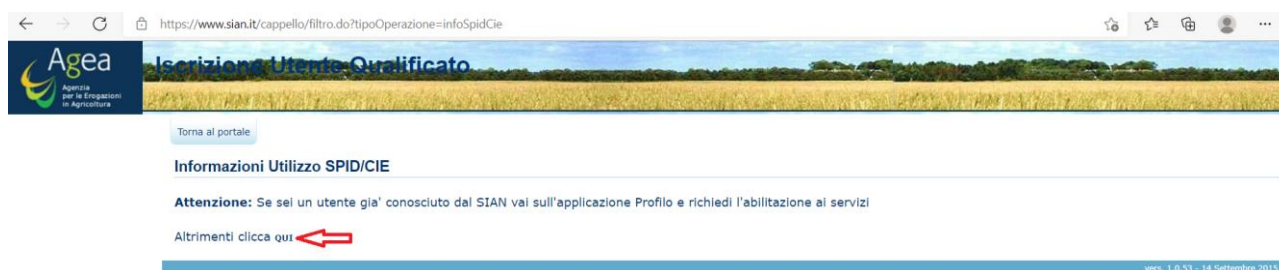 https://www.sian.it/cappello/filtro.do?tipoOperazione=infoSpidCie
Agea
Agenzia
per le Erogazioni
in Agricoltura
Iscrizione Utente Qualificato
Torna al portale
Informazioni Utilizzo SPID/CIE
Attenzione: Se sei un utente gia' conosciuto dal SIAN vai sull'applicazione Profilo e richiedi l'abilitazione ai servizi
Altrimenti clicca QUI
vers. 1.0.53 - 14 Settembre 2015